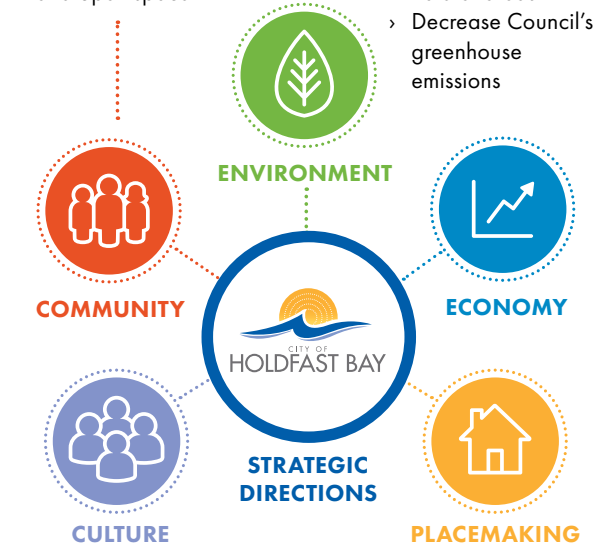 › Decrease Council’s
greenhouse
emissions
ENVIRONMENT
COMMUNITY
ECONOMY
CITY OF
HOLDFAST BAY
STRATEGIC
DIRECTIONS
CULTURE
PLACEMAKING